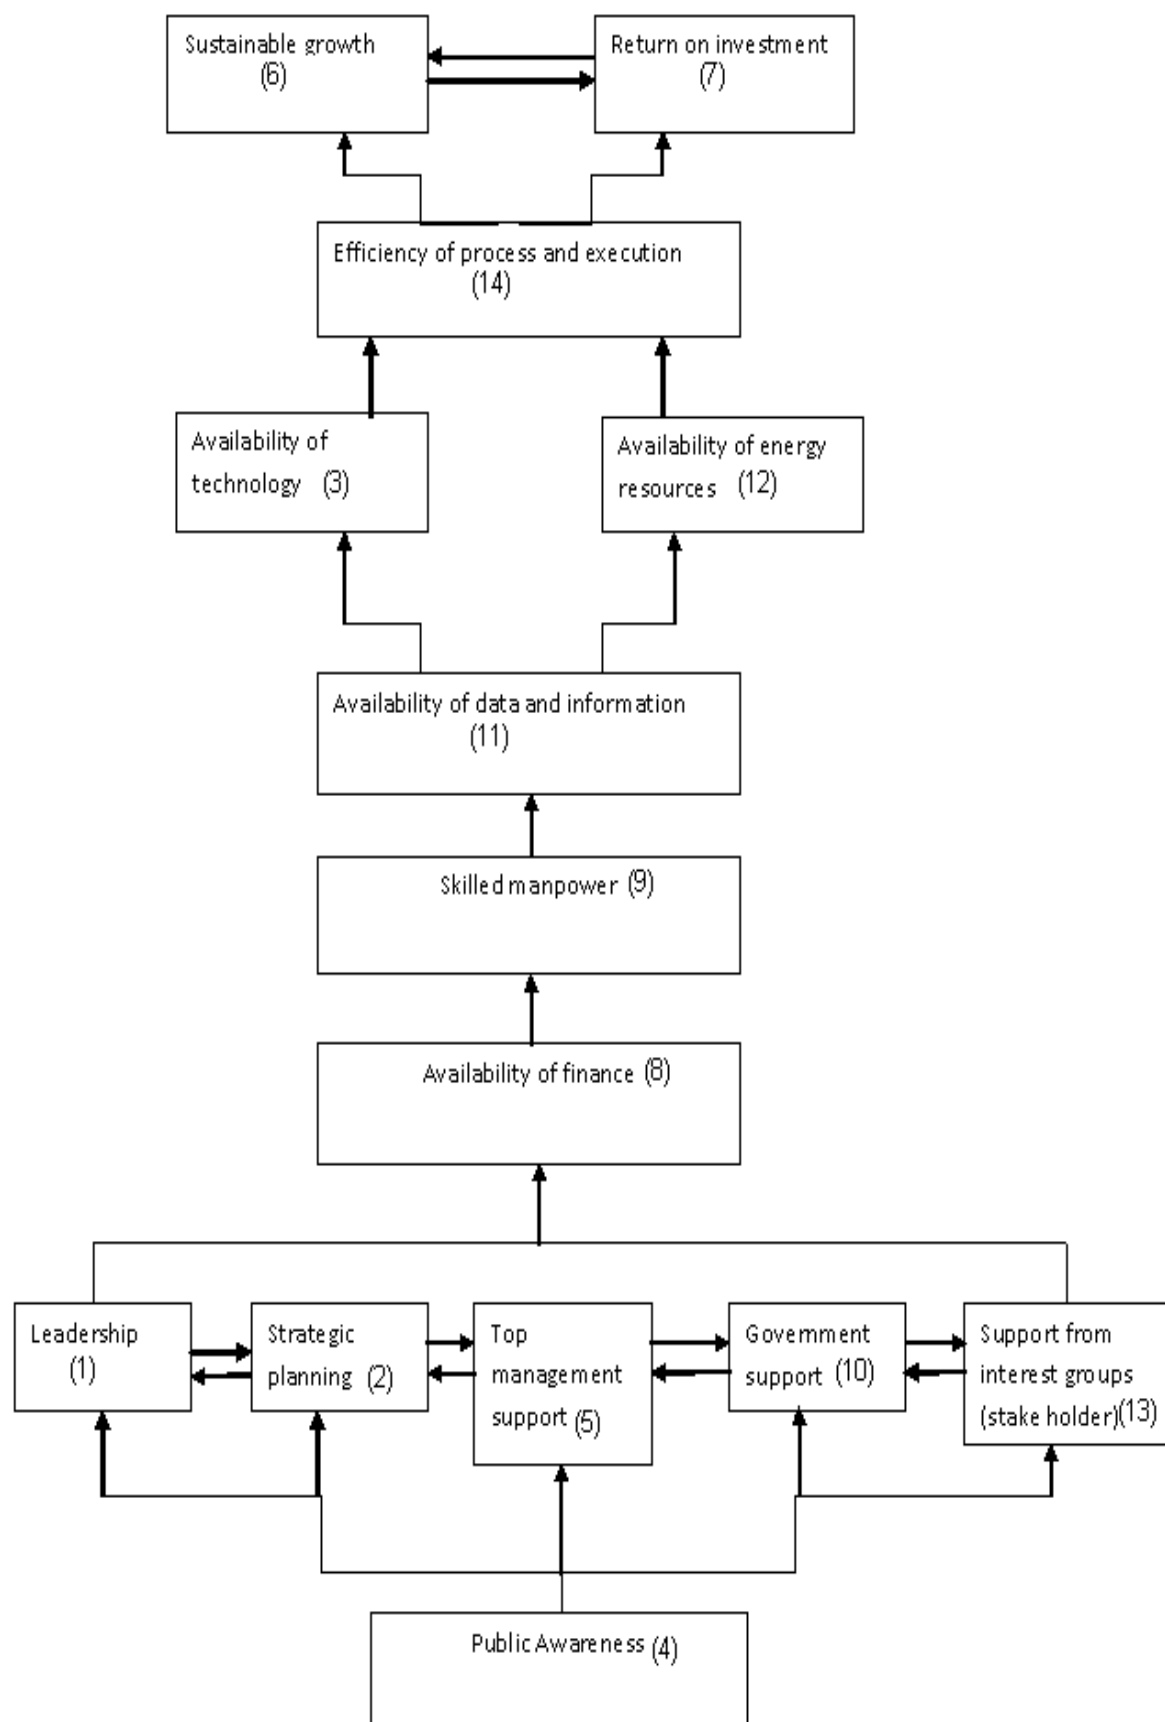 Sustainable growth
(6)
Return on investment
(7)
Efficiency of process and execution
(14)
Availability of
technology (3)
Availability of energy
resources (12)
Availability of data and information
(11)
Skilled manpower (9)
Availability of finance (8)
Leadership
(1)
Strategic
planning (2)
Top
management
support (5)
Government
support (10)
Support from
interest groups
(stake holder)(13)
Public Awareness (4)